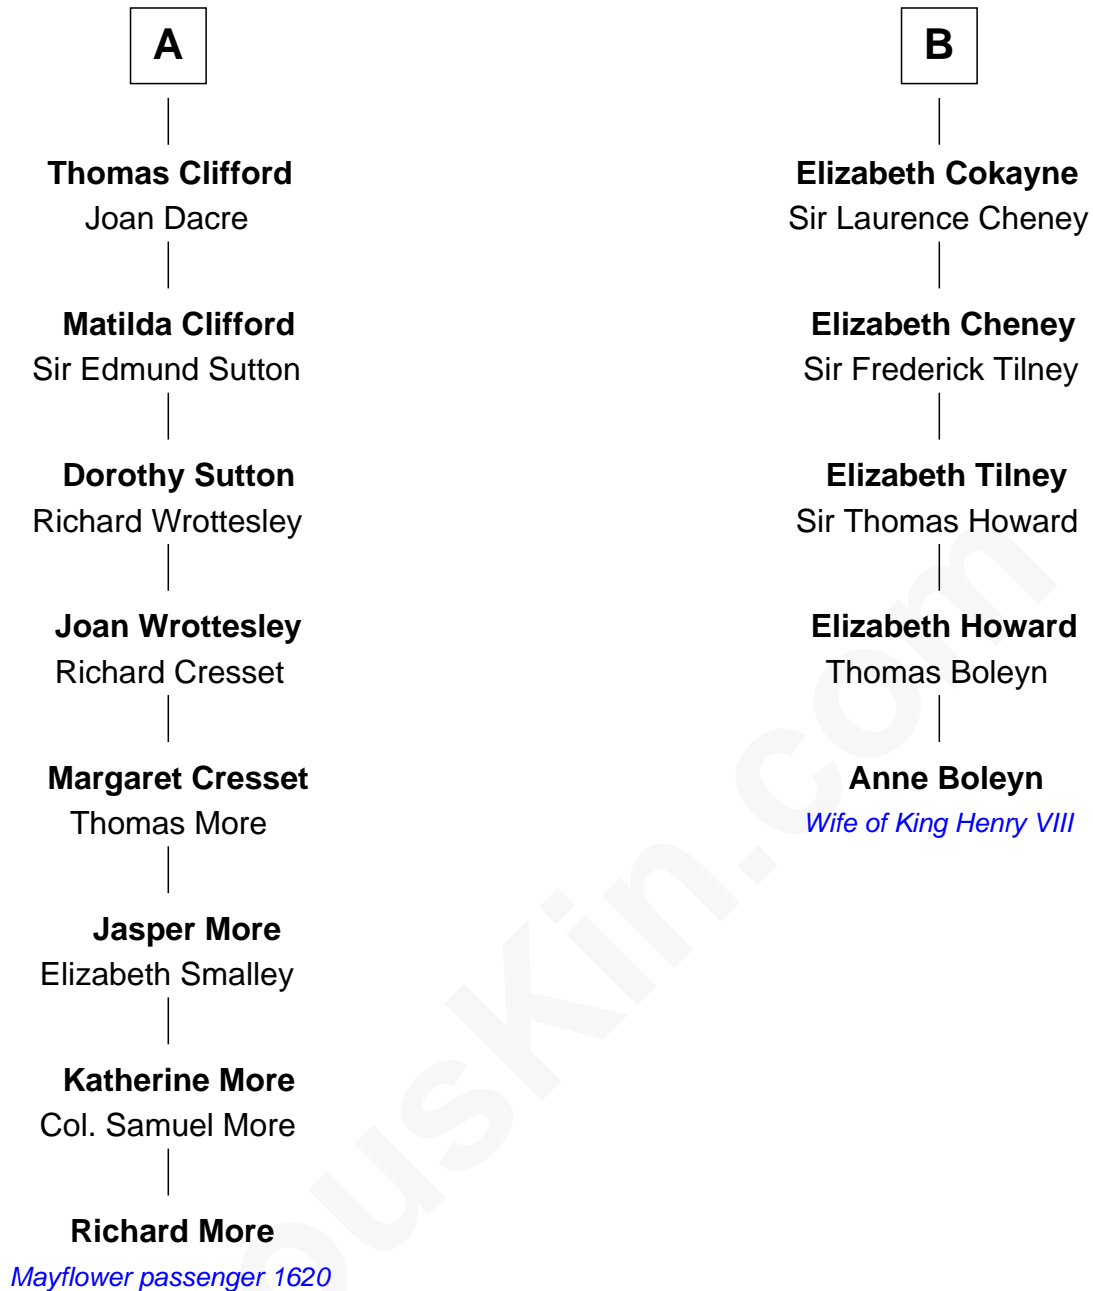 A
Thomas Clifford
Joan Dacre
Matilda Clifford
Sir Edmund Sutton
Dorothy Sutton
Richard Wrottesley
Joan Wrottesley
Richard Cresset
Margaret Cresset
Thomas More
Jasper More
Elizabeth Smalley
Katherine More
Col. Samuel More
Richard More
Mayflower passenger 1620
B
Elizabeth Cokayne
Sir Laurence Cheney
Elizabeth Cheney
Sir Frederick Tilney
Elizabeth Tilney
Sir Thomas Howard
Elizabeth Howard
Thomas Boleyn
Anne Boleyn
Wife of King Henry VIII
ousKin.com